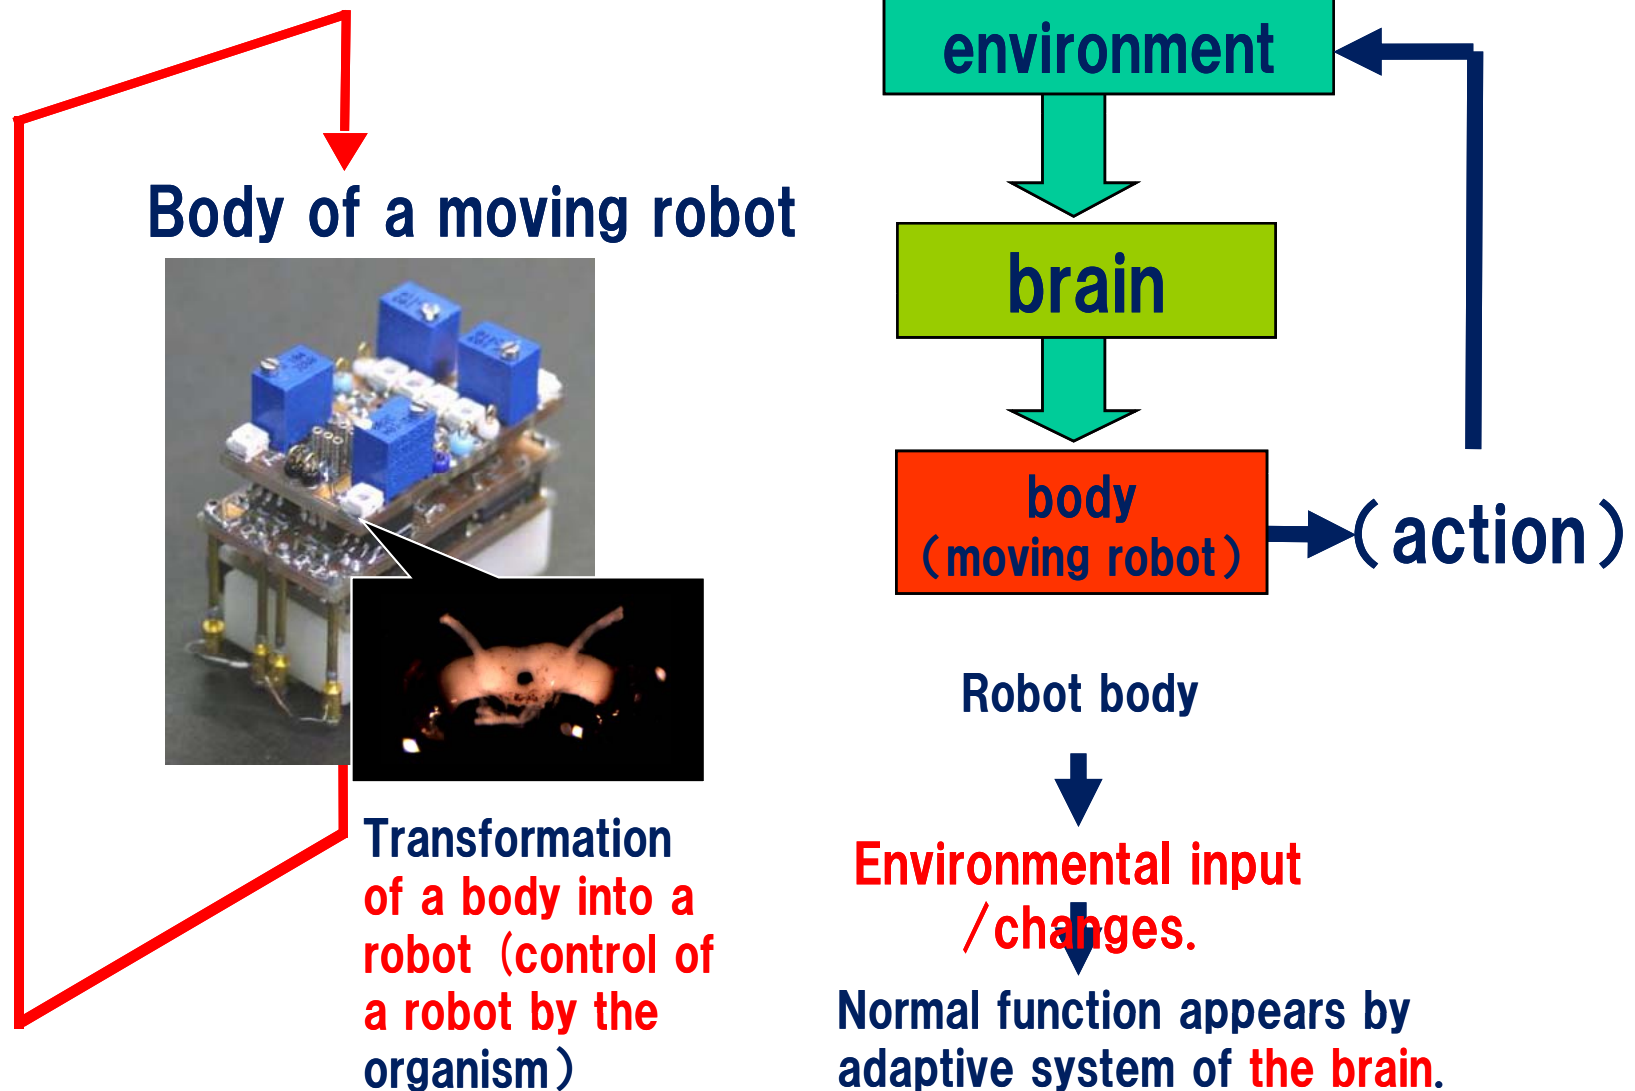 Body of a moving robot
Transformation
of a body into a
robot（control of
a robot by the
organism）
environment
brain
body
（moving robot）
（action）
Robot body
Environmental input
/changes.
Normal function appears by
adaptive system of the brain.